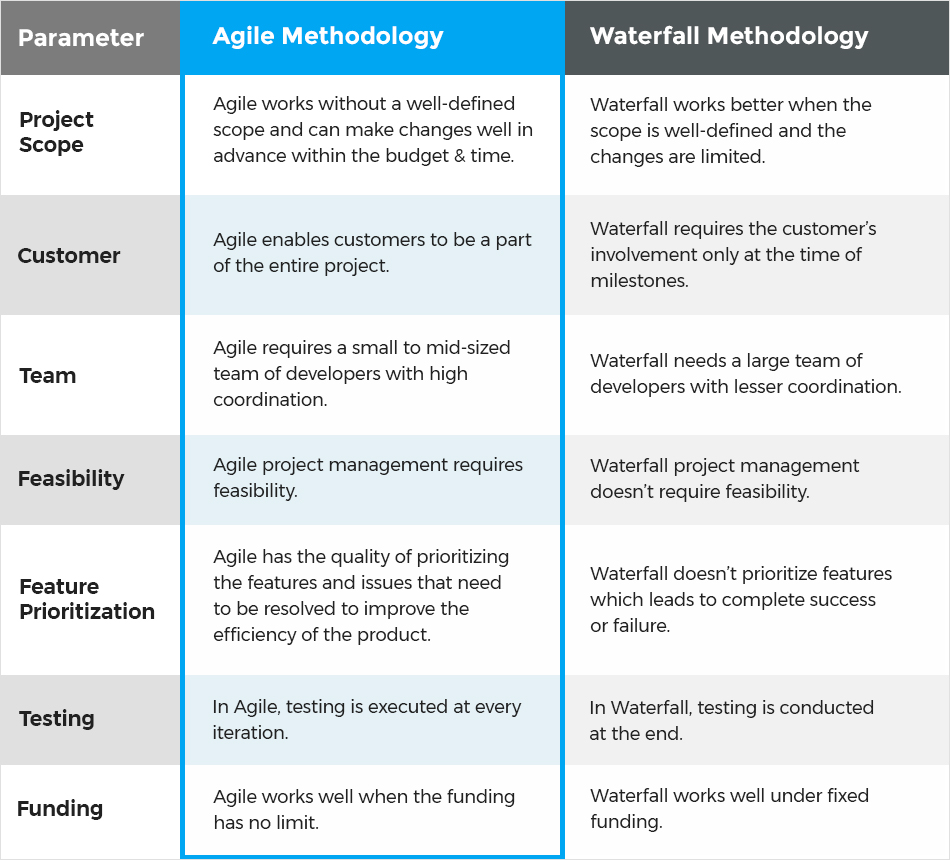 Parameter
Agile Methodology
Waterfall Methodology
Project
Scope
Agile works without a well-defined
scope and can make changes well in
advance within the budget & time.
Waterfall works better when the
scope is well-defined and the
changes are limited.
Customer
Agile enables customers to be a part
of the entire project.
Waterfall requires the customer’s
involvement only at the time of
milestones.
Team
Agile requires a small to mid-sized
team of developers with high
coordination.
Waterfall needs a large team of
developers with lesser coordination.
Feasibility
Agile project management requires
feasibility.
Waterfall project management
doesn’t require feasibility.
Feature
Prioritization
Agile has the quality of prioritizing
the features and issues that need
to be resolved to improve the
efficiency of the product.
Waterfall doesn’t prioritize features
which leads to complete success
or failure.
Testing
In Agile, testing is executed at every
iteration.
In Waterfall, testing is conducted
at the end.
Funding
Agile works well when the funding
has no limit.
Waterfall works well under fixed
funding.